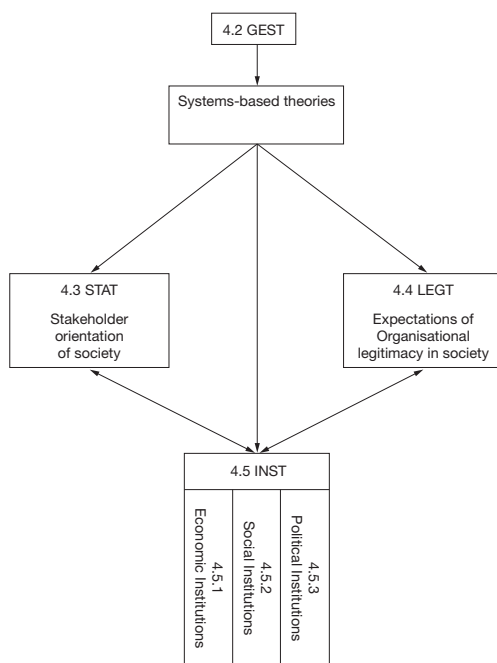 4.2 GEST
Systems-based theories
4.3 STAT
Stakeholder
orientation
of society
4.4 LEGT
Expectations of
Organisational
legitimacy in society
4.5 INST
4.5.1
Economic Institutions
4.5.2
Social Institutions
4.5.3
Political Institutions